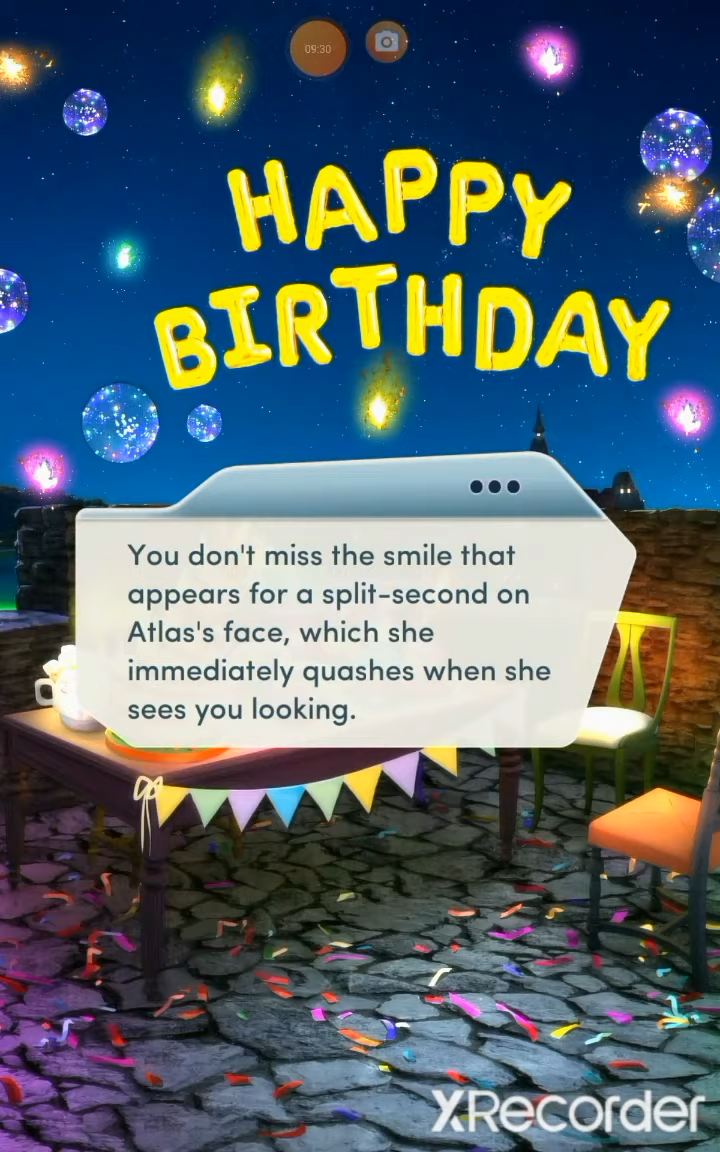 09:30
HAPPY
BIRTHDAY
You don't miss the smile that
appears for a split-second on
Atlas's face, which she
immediately quashes when she
sees you looking.
XRecorder